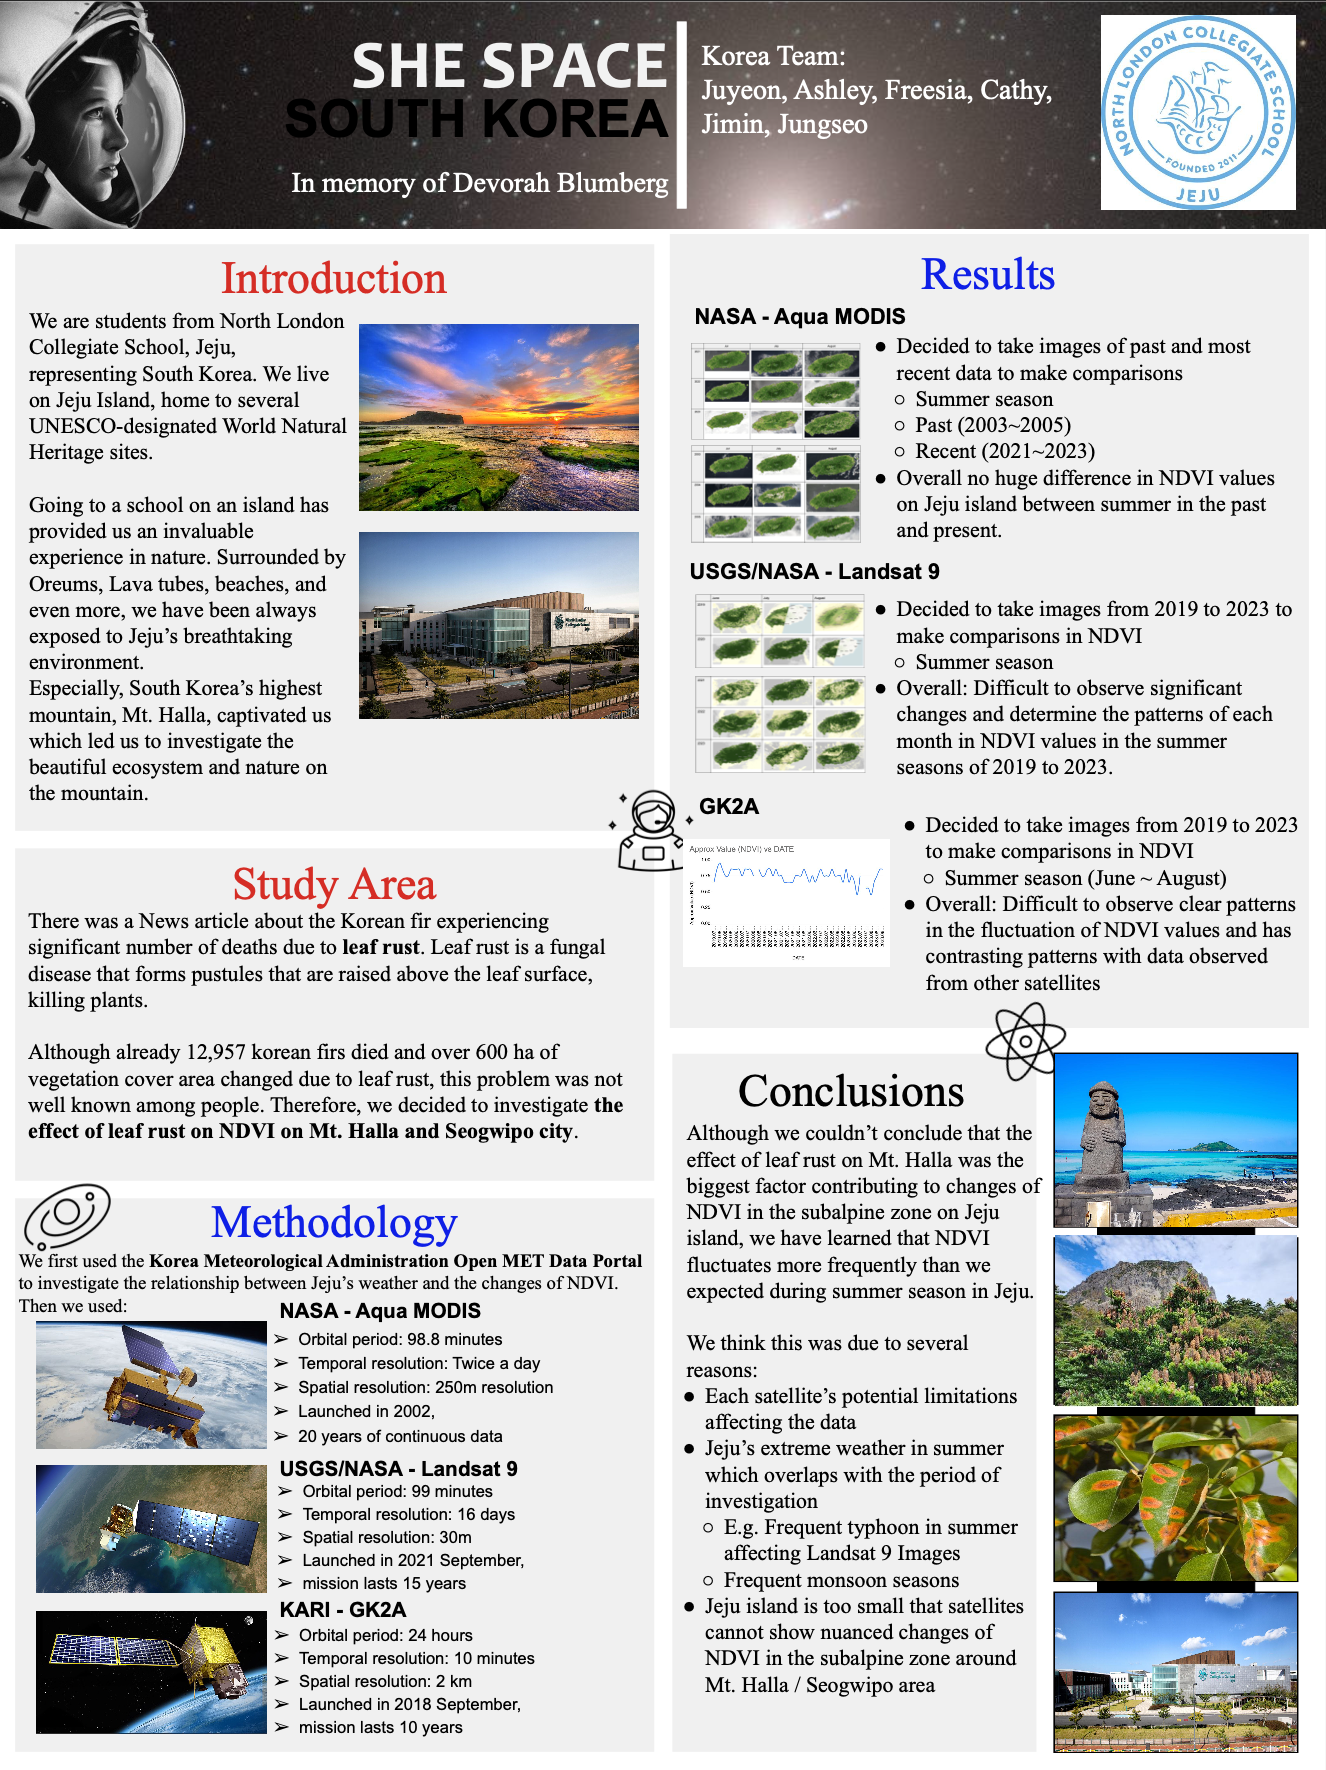 SHE SPACE
SOUTH KOREA
In memory of Devorah Blumberg
Korea Team:
Juyeon, Ashley, Freesia, Cathy,
Jimin, Jungseo
NORTH LONDON COLLEGIATE SCHOOL
FOUNDED 2011
JEJU
Introduction
We are students from North London
Collegiate School, Jeju,
representing South Korea. We live
on Jeju Island, home to several
UNESCO-designated World Natural
Heritage sites.
Going to a school on an island has
provided us an invaluable
experience in nature. Surrounded by
Oreums, Lava tubes, beaches, and
even more, we have been always
exposed to Jeju's breathtaking
environment.
Especially, South Korea's highest
mountain, Mt. Halla, captivated us
which led us to investigate the
beautiful ecosystem and nature on
the mountain.
Study Area
There was a News article about the Korean fir experiencing
significant number of deaths due to leaf rust. Leaf rust is a fungal
disease that forms pustules that are raised above the leaf surface,
killing plants.
Although already 12,957 korean firs died and over 600 ha of
vegetation cover area changed due to leaf rust, this problem was not
well known among people. Therefore, we decided to investigate the
effect of leaf rust on NDVI on Mt. Halla and Seogwipo city.
Methodology
We first used the Korea Meteorological Administration Open MET Data Portal
to investigate the relationship between Jeju's weather and the changes of NDVI.
Then we used:
NASA - Aqua MODIS
➢ Orbital period: 98.8 minutes
➢ Temporal resolution: Twice a day
➢ Spatial resolution: 250m resolution
➢ Launched in 2002,
➢ 20 years of continuous data
USGS/NASA - Landsat 9
➢ Orbital period: 99 minutes
➢ Temporal resolution: 16 days
➢ Spatial resolution: 30m
➢ Launched in 2021 September,
➢ mission lasts 15 years
KARI - GK2A
➢ Orbital period: 24 hours
➢ Temporal resolution: 10 minutes
➢ Spatial resolution: 2 km
➢ Launched in 2018 September,
➢ mission lasts 10 years
Results
NASA - Aqua MODIS
● Decided to take images of past and most
recent data to make comparisons
○ Summer season
○ Past (2003~2005)
○ Recent (2021~2023)
● Overall no huge difference in NDVI values
on Jeju island between summer in the past
and present.
USGS/NASA - Landsat 9
● Decided to take images from 2019 to 2023 to
make comparisons in NDVI
○ Summer season
● Overall: Difficult to observe significant
changes and determine the patterns of each
month in NDVI values in the summer
seasons of 2019 to 2023.
GK2A
Approx Value (NDVI) vs DATE
DATE
● Decided to take images from 2019 to 2023
to make comparisons in NDVI
○ Summer season (June ~ August)
● Overall: Difficult to observe clear patterns
in the fluctuation of NDVI values and has
contrasting patterns with data observed
from other satellites
Conclusions
Although we couldn't conclude that the
effect of leaf rust on Mt. Halla was the
biggest factor contributing to changes of
NDVI in the subalpine zone on Jeju
island, we have learned that NDVI
fluctuates more frequently than we
expected during summer season in Jeju.
We think this was due to several
reasons:
● Each satellite's potential limitations
affecting the data
● Jeju's extreme weather in summer
which overlaps with the period of
investigation
○ E.g. Frequent typhoon in summer
affecting Landsat 9 Images
○ Frequent monsoon seasons
● Jeju island is too small that satellites
cannot show nuanced changes of
NDVI in the subalpine zone around
Mt. Halla / Seogwipo area